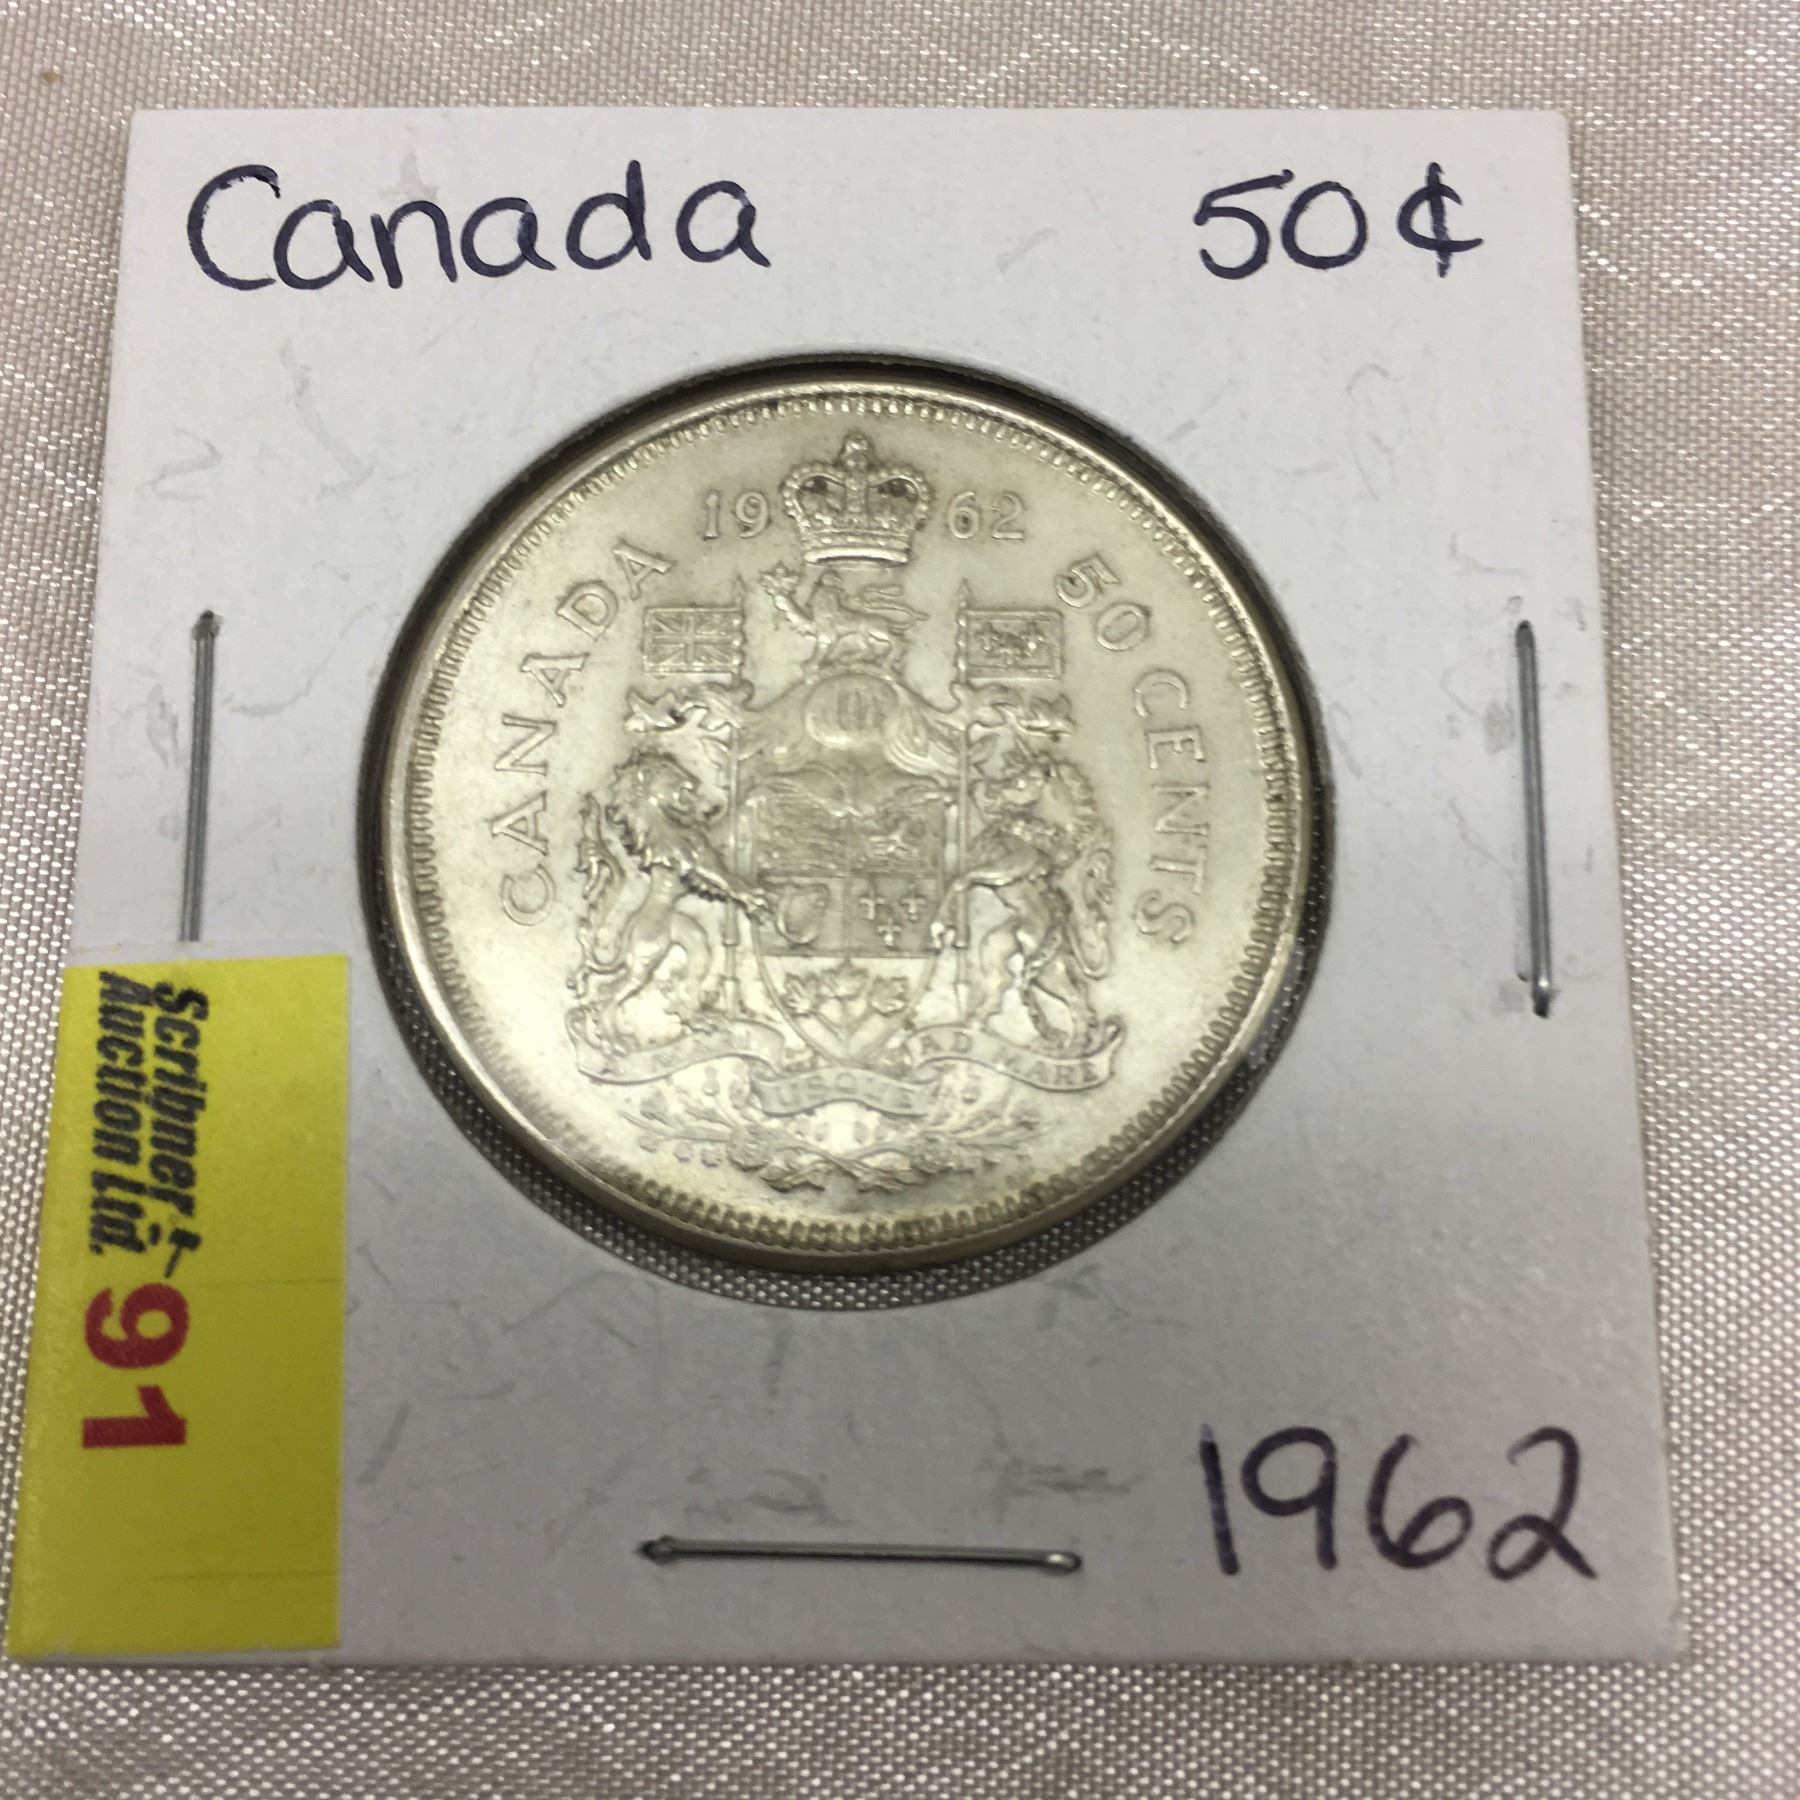 Canada 50¢
1962
CANADA
50 CENTS
A MARI USQUE AD MARE
Scribner
Auction Ltd.
91
1962